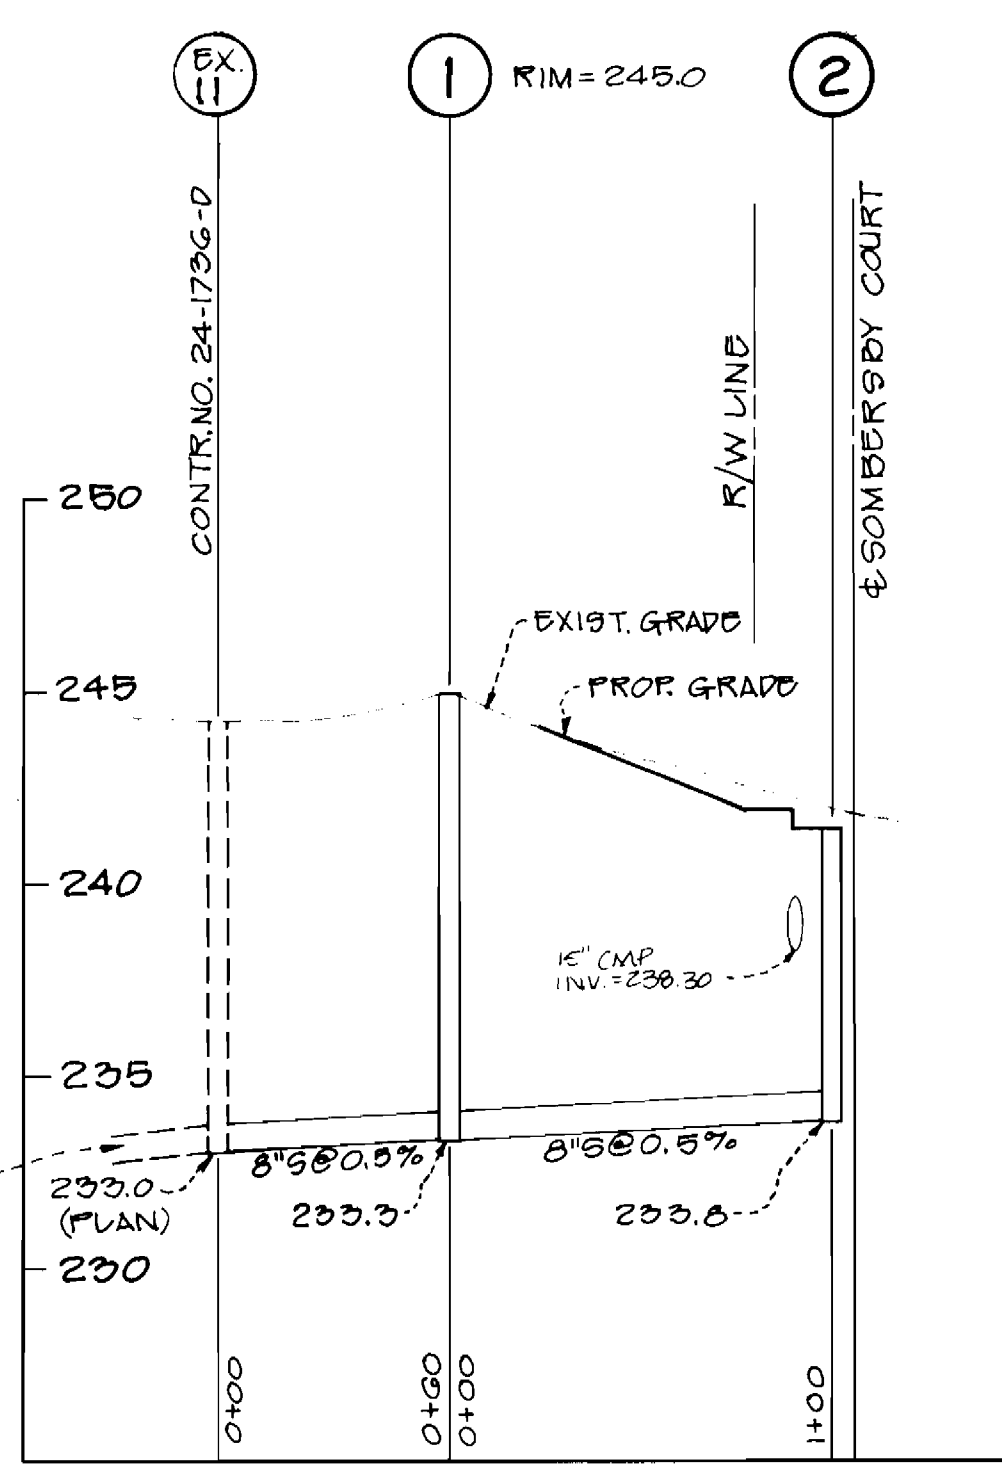 EX.
11
1
RIM = 245.0
2
CONTR. NO. 24-1736-D
R/W LINE
℄ SOMBERSBY COURT
250
EXIST. GRADE
245
PROP. GRADE
240
15" CMP
INV. = 238.30
235
8"S@0.5%
8"S@0.5%
233.0
(PLAN)
233.3
233.8
230
0+00
0+60
0+00
1+00